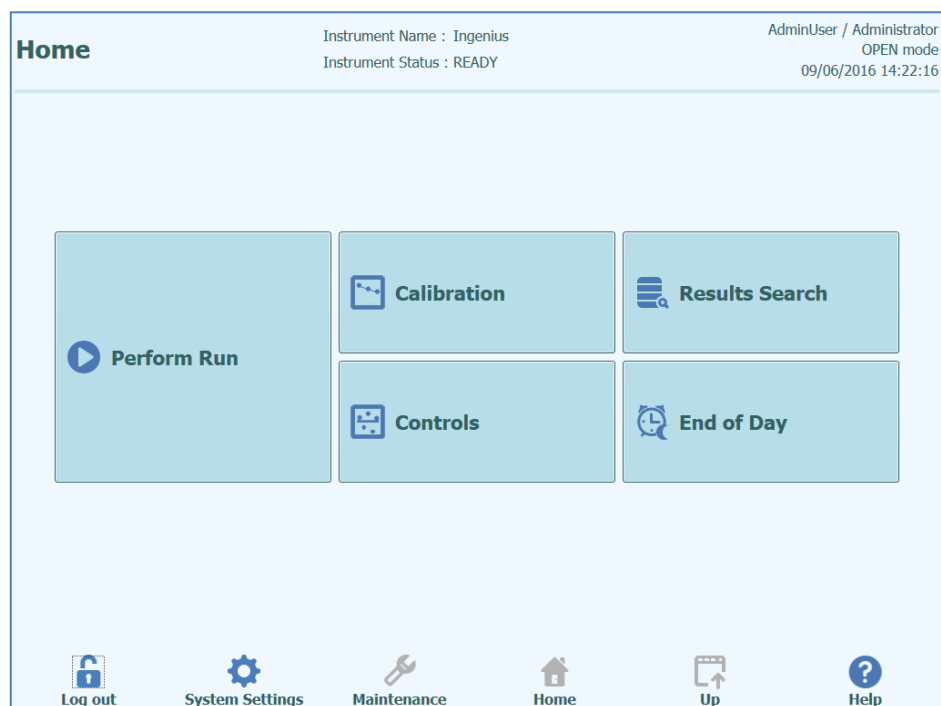 Home
Instrument Name : Ingenius
Instrument Status : READY
AdminUser / Administrator
OPEN mode
09/06/2016 14:22:16
Perform Run
Calibration
Results Search
Controls
End of Day
Log out
System Settings
Maintenance
Home
Up
Help